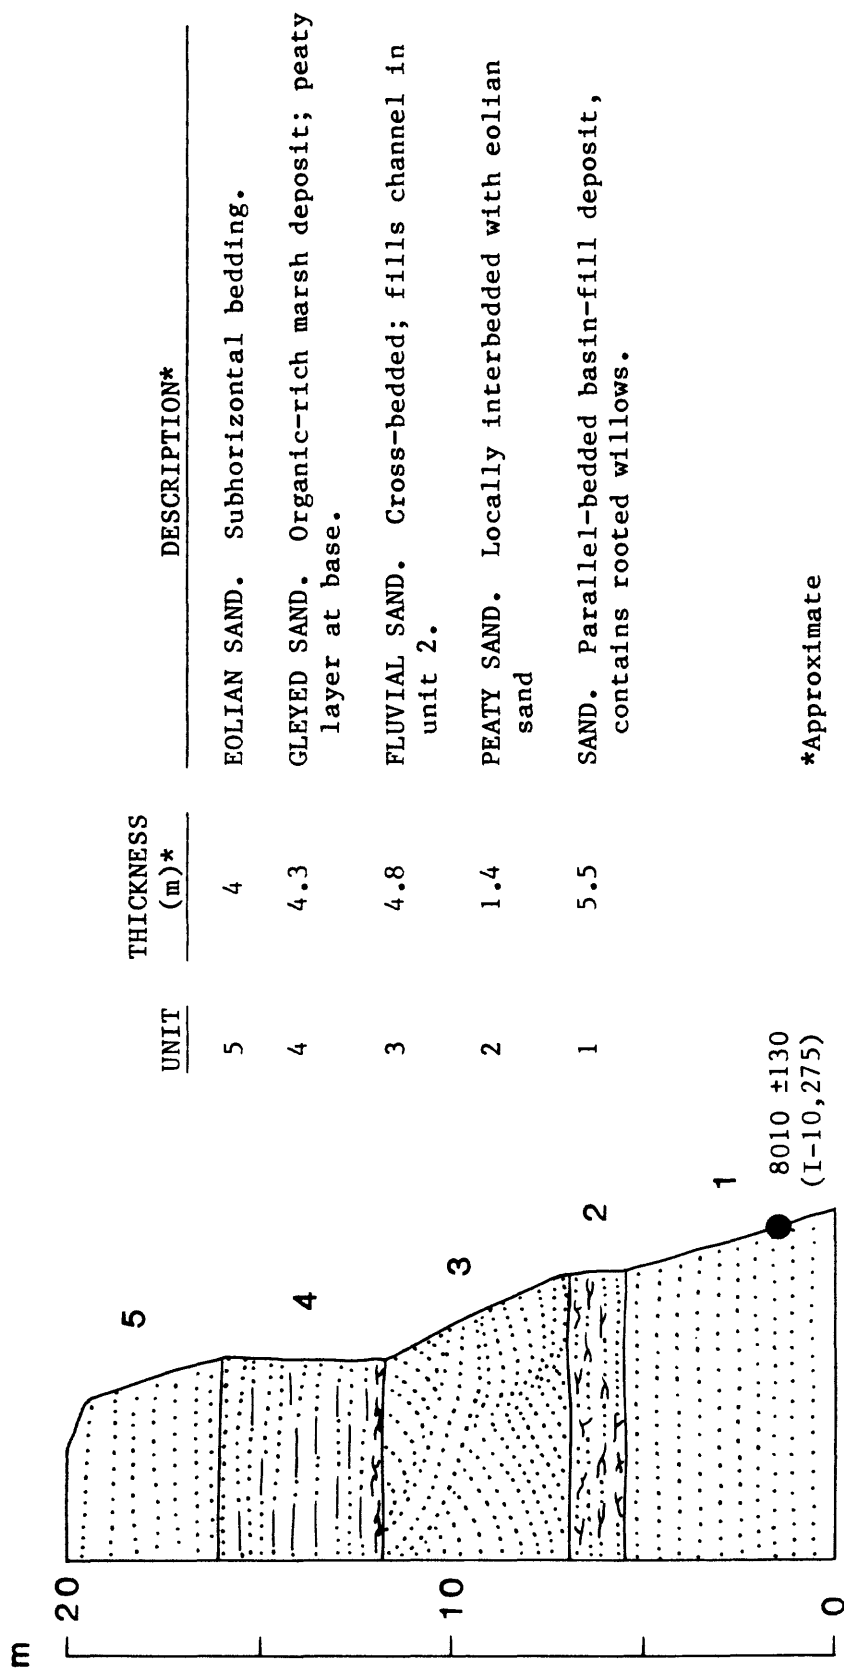 m
20
10
0
5
4
3
2
1
8010 ±130
(I-10,275)
UNIT THICKNESS (m)* DESCRIPTION*
5 4 EOLIAN SAND. Subhorizontal bedding.
4 4.3 GLEYED SAND. Organic-rich marsh deposit; peaty
layer at base.
3 4.8 FLUVIAL SAND. Cross-bedded; fills channel in
unit 2.
2 1.4 PEATY SAND. Locally interbedded with eolian
sand
1 5.5 SAND. Parallel-bedded basin-fill deposit,
contains rooted willows.
*Approximate